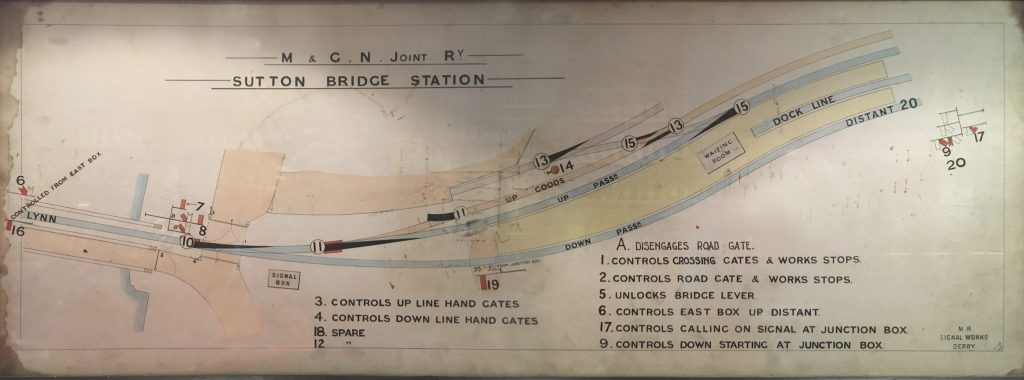 M & G. N. JOINT RY
SUTTON BRIDGE STATION
6
CONTROLLED FROM EAST BOX
LYNN
16
7
8
10
11
SIGNAL
BOX
11
13
14
15
13
15
UP GOODS
UP PASSR
DOWN PASSR
WAITING
ROOM
DOCK LINE
DISTANT 20
9
17
20
19
3. CONTROLS UP LINE HAND GATES
4. CONTROLS DOWN LINE HAND GATES
18. SPARE
12 "
A. DISENGAGES ROAD GATE.
1. CONTROLS CROSSING GATES & WORKS STOPS.
2. CONTROLS ROAD GATE & WORKS STOPS.
5. UNLOCKS BRIDGE LEVER
6. CONTROLS EAST BOX UP DISTANT.
17. CONTROLS CALLING ON SIGNAL AT JUNCTION BOX.
9. CONTROLS DOWN STARTING AT JUNCTION BOX.
M.R
SIGNAL WORKS
DERBY